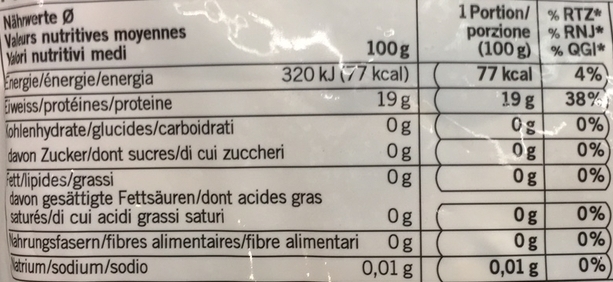 Nährwerte Ø
Valeurs nutritives moyennes
Valori nutritivi medi 100g 1 Portion/ porzione (100 g) % RTZ* % RNJ* % QGI*
Energie/énergie/energia 320 kJ (77 kcal) 77 kcal 4%
Eiweiss/protéines/proteine 19 g 19 g 38%
Kohlenhydrate/glucides/carboidrati 0 g 0 g 0%
davon Zucker/dont sucres/di cui zuccheri 0 g 0 g 0%
Fett/lipides/grassi 0 g 0 g 0%
davon gesättigte Fettsäuren/dont acides gras
saturés/di cui acidi grassi saturi 0 g 0 g 0%
Nahrungsfasern/fibres alimentaires/fibre alimentari 0 g 0 g 0%
Natrium/sodium/sodio 0,01 g 0,01 g 0%